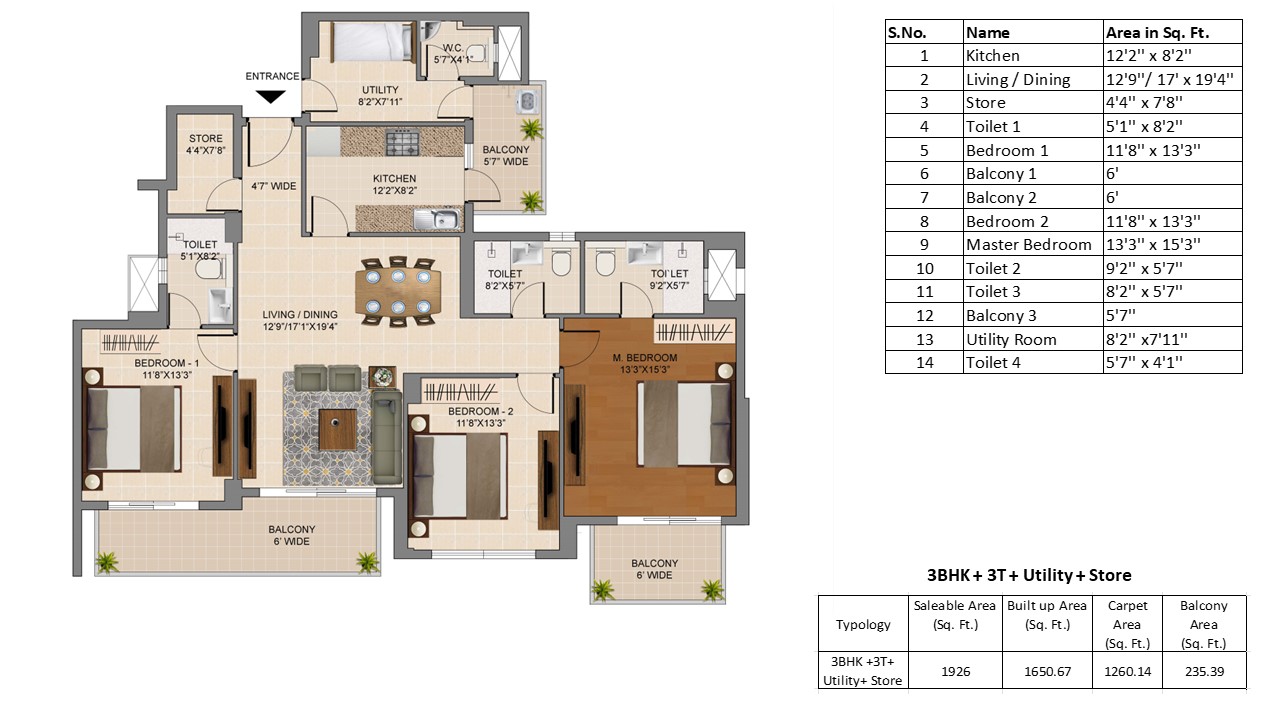 W.C.
5'7"X4'1"
ENTRANCE
UTILITY
8'2"X7'11"
STORE
4'4"X7'8"
BALCONY
5'7" WIDE
4'7" WIDE
KITCHEN
12'2"X8'2"
TOILET
5'1"X8'2"
TOILET
8'2"X5'7"
TOILET
9'2"X5'7"
LIVING / DINING
12'9"/17'1"X19'4"
BEDROOM - 1
11'8"X13'3"
M. BEDROOM
13'3"X15'3"
BEDROOM - 2
11'8"X13'3"
BALCONY
6' WIDE
BALCONY
6' WIDE
S.No. Name Area in Sq. Ft.
1 Kitchen 12'2'' x 8'2''
2 Living / Dining 12'9''/ 17' x 19'4''
3 Store 4'4'' x 7'8''
4 Toilet 1 5'1'' x 8'2''
5 Bedroom 1 11'8'' x 13'3''
6 Balcony 1 6'
7 Balcony 2 6'
8 Bedroom 2 11'8'' x 13'3''
9 Master Bedroom 13'3'' x 15'3''
10 Toilet 2 9'2'' x 5'7''
11 Toilet 3 8'2'' x 5'7''
12 Balcony 3 5'7''
13 Utility Room 8'2'' x7'11''
14 Toilet 4 5'7'' x 4'1''
3BHK + 3T + Utility + Store
Typology Saleable Area (Sq. Ft.) Built up Area (Sq. Ft.) Carpet Area (Sq. Ft.) Balcony Area (Sq. Ft.)
3BHK +3T+ Utility+ Store 1926 1650.67 1260.14 235.39